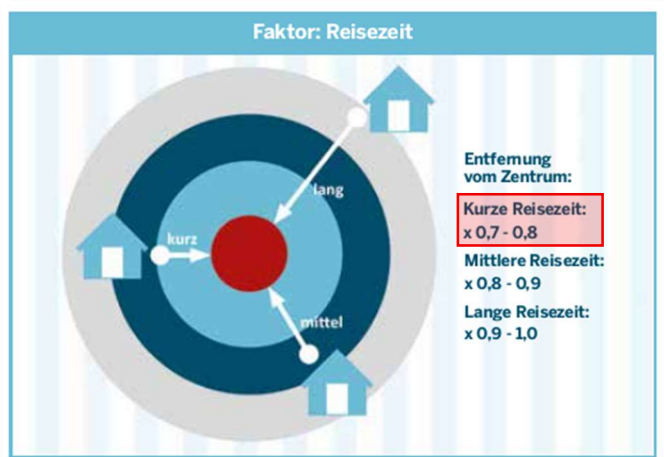 Faktor: Reisezeit
lang
kurz
mittel
Entfernung
vom Zentrum:
Kurze Reisezeit:
x 0,7 - 0,8
Mittlere Reisezeit:
x 0,8 - 0,9
Lange Reisezeit:
x 0,9 - 1,0